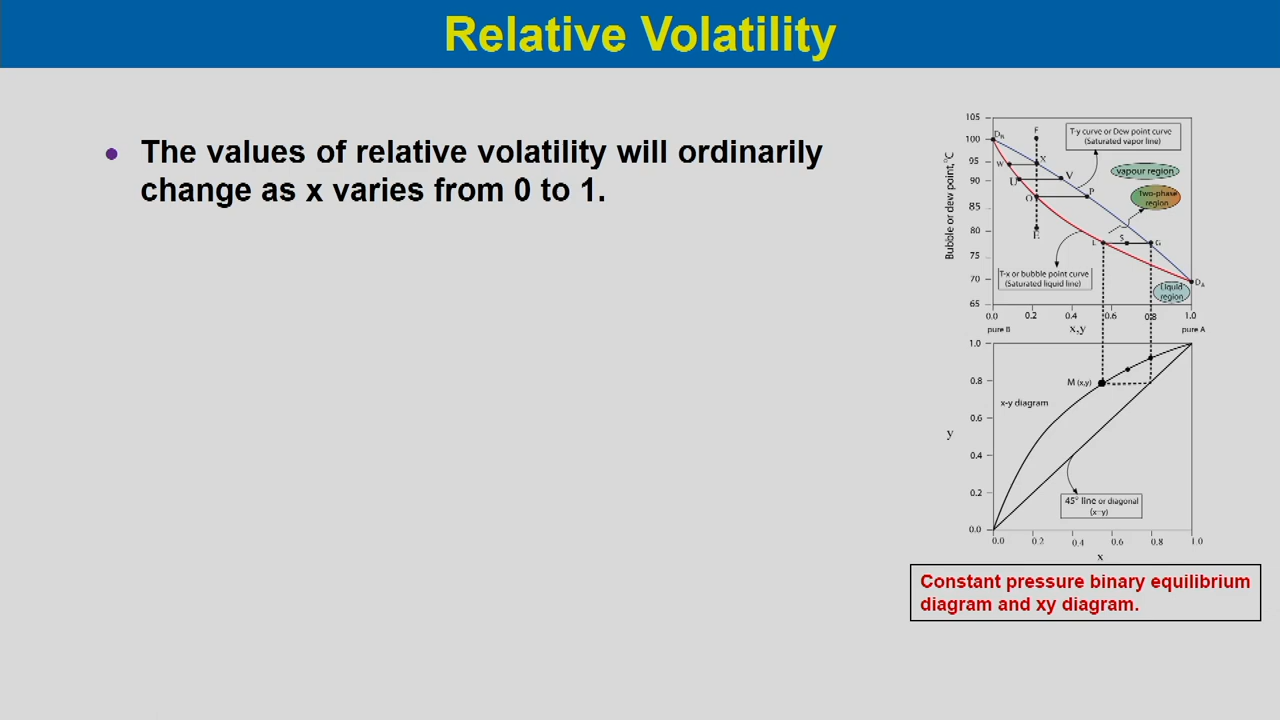 Relative Volatility
• The values of relative volatility will ordinarily
change as x varies from 0 to 1.
105
100
95
90
85
80
75
70
65
Bubble or dew point,°C
D_B
F
W
X
U
V
O
P
E
L
S
G
D_A
T-y curve or Dew point curve
(Saturated vapor line)
vapour region
Two-phase
region
T-x or bubble point curve
(Saturated liquid line)
Liquid
region
0.0 0.2 0.4 0.6 0.8 1.0
pure B x,y pure A
1.0
0.8
0.6
0.4
0.2
0.0
y
M (x,y)
x-y diagram
45° line or diagonal
(x=y)
0.0 0.2 0.4 0.6 0.8 1.0
x
Constant pressure binary equilibrium
diagram and xy diagram.